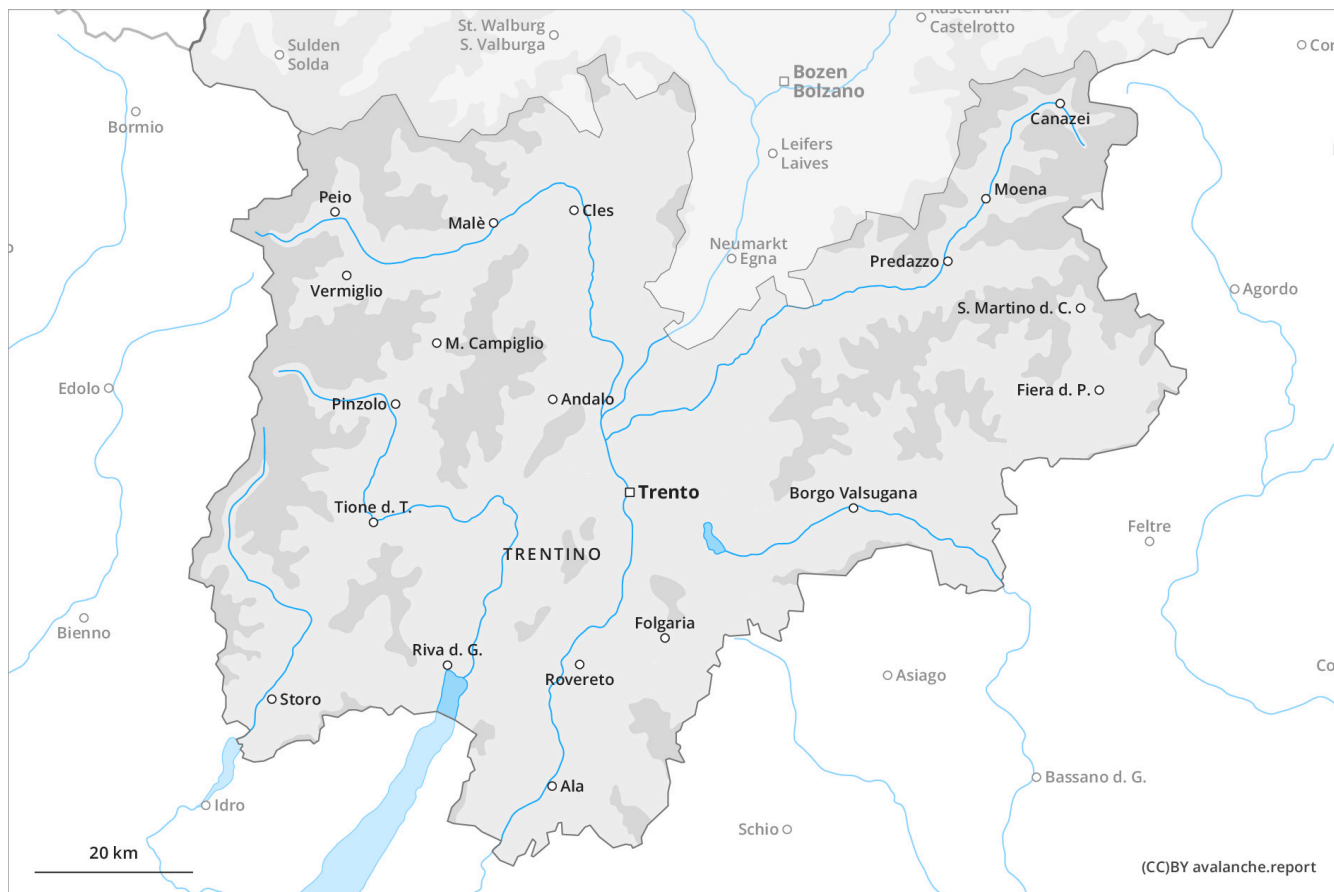 Kastelruth
Castelrotto
St. Walburg
S. Valburga
Sulden
Solda
Cor
Bozen
Bolzano
Bormio
Canazei
Leifers
Laives
Peio
Malè
Cles
Moena
Neumarkt
Egna
Predazzo
Vermiglio
Agordo
S. Martino d. C.
M. Campiglio
Edolo
Pinzolo
Andalo
Fiera d. P.
Trento
Borgo Valsugana
Tione d. T.
Feltre
TRENTINO
Bienno
Folgaria
Riva d. G.
Rovereto
Asiago
Co
Storo
Ala
Bassano d. G.
Idro
Schio
20 km
(CC)BY avalanche.report